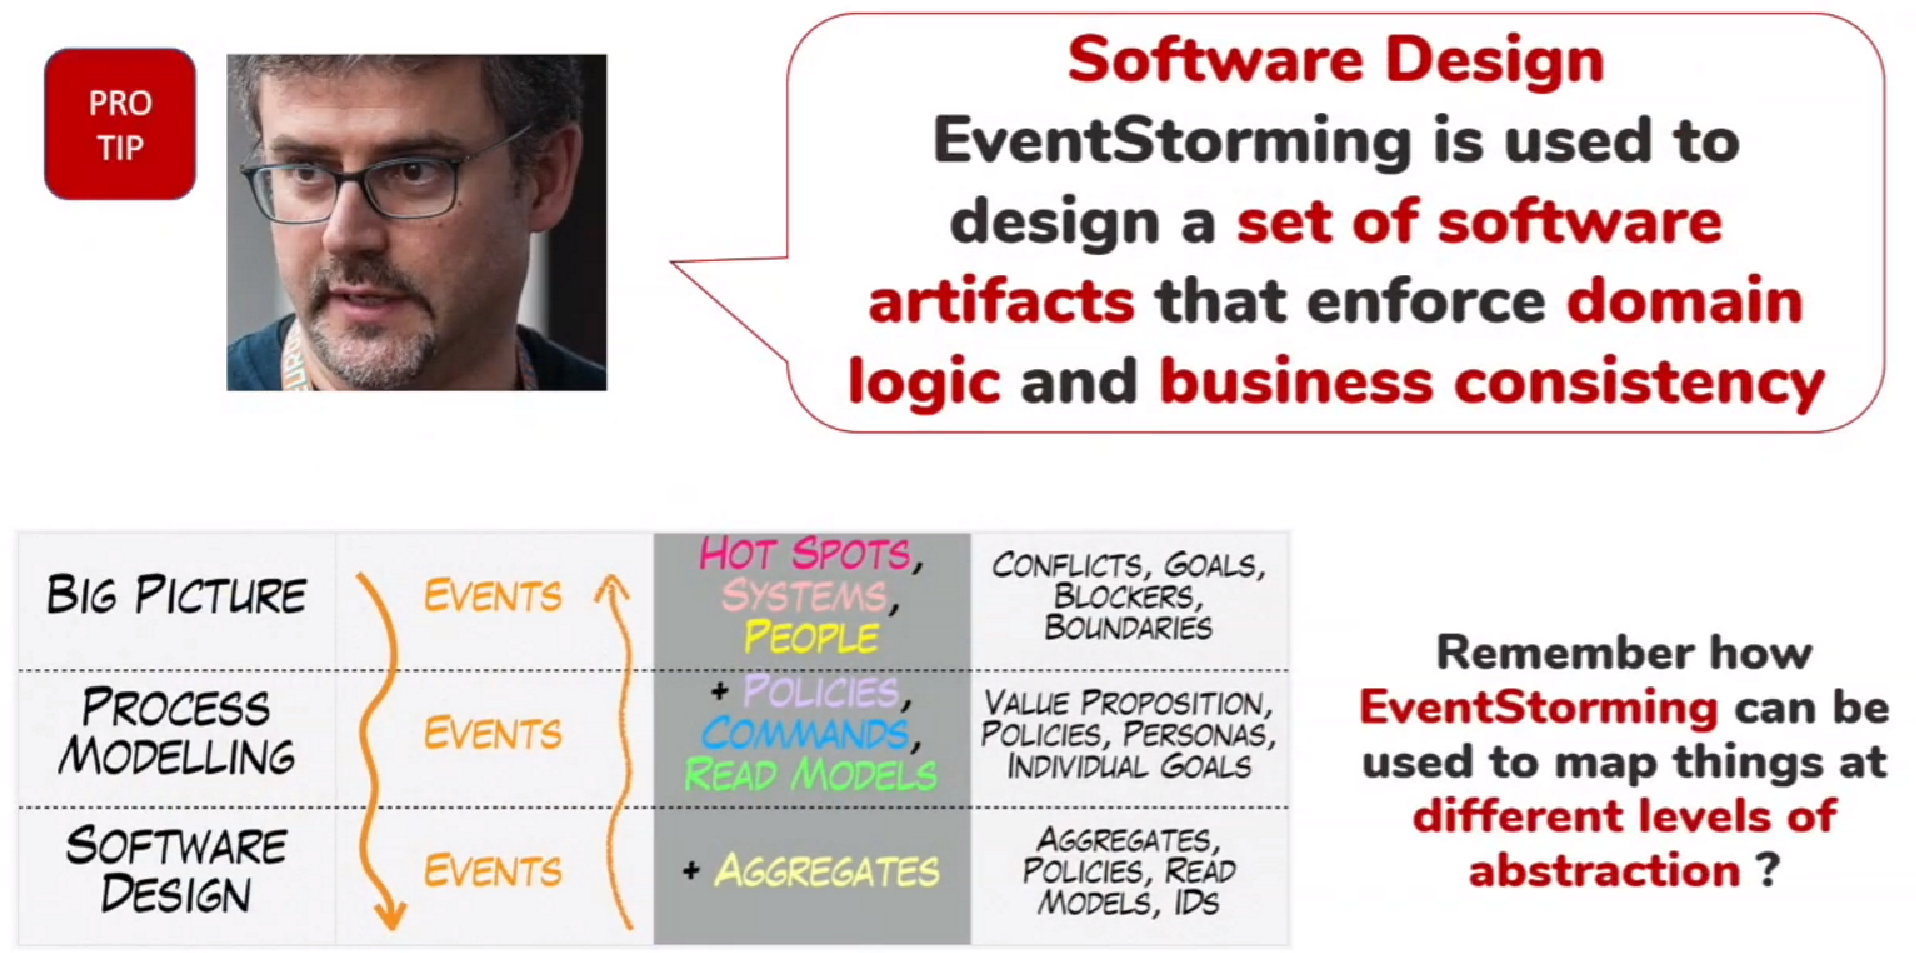 PRO
TIP
Software Design
EventStorming is used to
design a set of software
artifacts that enforce domain
logic and business consistency
BIG PICTURE
EVENTS
HOT SPOTS,
SYSTEMS,
PEOPLE
CONFLICTS, GOALS,
BLOCKERS,
BOUNDARIES
PROCESS
MODELLING
EVENTS
+ POLICIES,
COMMANDS,
READ MODELS
VALUE PROPOSITION,
POLICIES, PERSONAS,
INDIVIDUAL GOALS
SOFTWARE
DESIGN
EVENTS
+ AGGREGATES
AGGREGATES,
POLICIES, READ
MODELS, IDS
Remember how
EventStorming can be
used to map things at
different levels of
abstraction ?